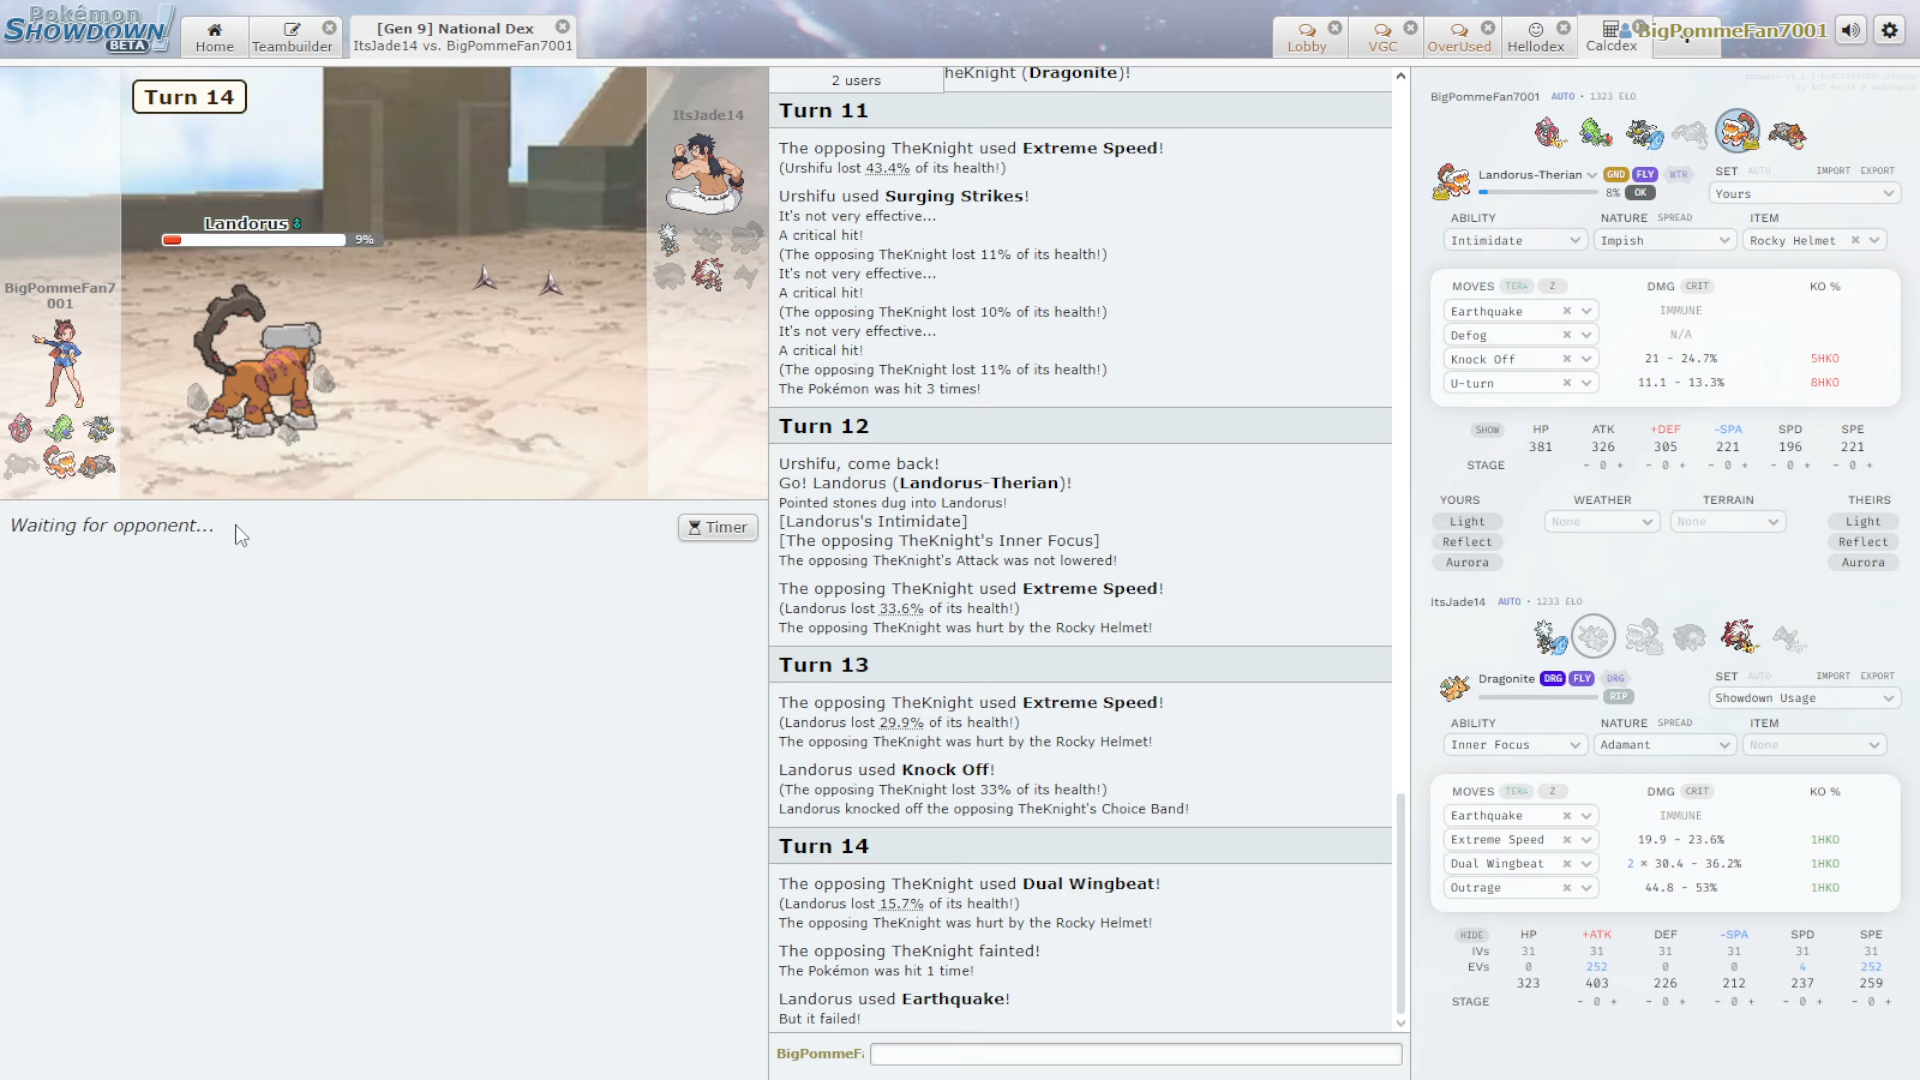 Pokémon
SHOWDOWN!
BETA
Home
Teambuilder
[Gen 9] National Dex
ItsJade14 vs. BigPommeFan7001
Lobby
VGC
OverUsed
Hellodex
Calcdex
BigPommeFan7001
Turn 14
ItsJade14
Landorus
9%
BigPommeFan7
001
Waiting for opponent...
Timer
2 users
heKnight (Dragonite)!
Turn 11
The opposing TheKnight used Extreme Speed!
(Urshifu lost 43.4% of its health!)
Urshifu used Surging Strikes!
It's not very effective...
A critical hit!
(The opposing TheKnight lost 11% of its health!)
It's not very effective...
A critical hit!
(The opposing TheKnight lost 10% of its health!)
It's not very effective...
A critical hit!
(The opposing TheKnight lost 11% of its health!)
The Pokémon was hit 3 times!
Turn 12
Urshifu, come back!
Go! Landorus (Landorus-Therian)!
Pointed stones dug into Landorus!
[Landorus's Intimidate]
[The opposing TheKnight's Inner Focus]
The opposing TheKnight's Attack was not lowered!
The opposing TheKnight used Extreme Speed!
(Landorus lost 33.6% of its health!)
The opposing TheKnight was hurt by the Rocky Helmet!
Turn 13
The opposing TheKnight used Extreme Speed!
(Landorus lost 29.9% of its health!)
The opposing TheKnight was hurt by the Rocky Helmet!
Landorus used Knock Off!
(The opposing TheKnight lost 33% of its health!)
Landorus knocked off the opposing TheKnight's Choice Band!
Turn 14
The opposing TheKnight used Dual Wingbeat!
(Landorus lost 15.7% of its health!)
The opposing TheKnight was hurt by the Rocky Helmet!
The opposing TheKnight fainted!
The Pokémon was hit 1 time!
Landorus used Earthquake!
But it failed!
BigPommeFa
BigPommeFan7001 AUTO • 1323 ELO
Landorus-Therian GND FLY WTR
8% OK
SET AUTO IMPORT EXPORT
Yours
ABILITY NATURE SPREAD ITEM
Intimidate Impish Rocky Helmet
MOVES TERA Z DMG CRIT KO %
Earthquake IMMUNE
Defog N/A
Knock Off 21 - 24.7% 5HKO
U-turn 11.1 - 13.3% 8HKO
SHOW HP ATK +DEF -SPA SPD SPE
381 326 305 221 196 221
STAGE - 0 + - 0 + - 0 + - 0 + - 0 +
YOURS WEATHER TERRAIN THEIRS
Light None None Light
Reflect Reflect
Aurora Aurora
ItsJade14 AUTO • 1233 ELO
Dragonite DRG FLY DRG
RIP
SET AUTO IMPORT EXPORT
Showdown Usage
ABILITY NATURE SPREAD ITEM
Inner Focus Adamant None
MOVES TERA Z DMG CRIT KO %
Earthquake IMMUNE
Extreme Speed 19.9 - 23.6% 1HKO
Dual Wingbeat 2 × 30.4 - 36.2% 1HKO
Outrage 44.8 - 53% 1HKO
HIDE HP +ATK DEF -SPA SPD SPE
IVs 31 31 31 31 31 31
EVs 0 252 0 0 4 252
323 403 226 212 237 259
STAGE - 0 + - 0 + - 0 + - 0 + - 0 +